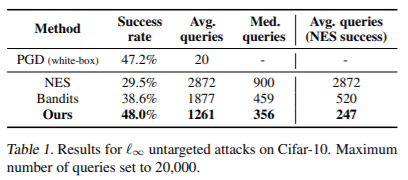 Method Success rate Avg. queries Med. queries Avg. queries (NES success)
PGD (white-box) 47.2% 20 - -
NES 29.5% 2872 900 2872
Bandits 38.6% 1877 459 520
Ours 48.0% 1261 356 247
Table 1. Results for ℓ∞ untargeted attacks on Cifar-10. Maximum
number of queries set to 20,000.